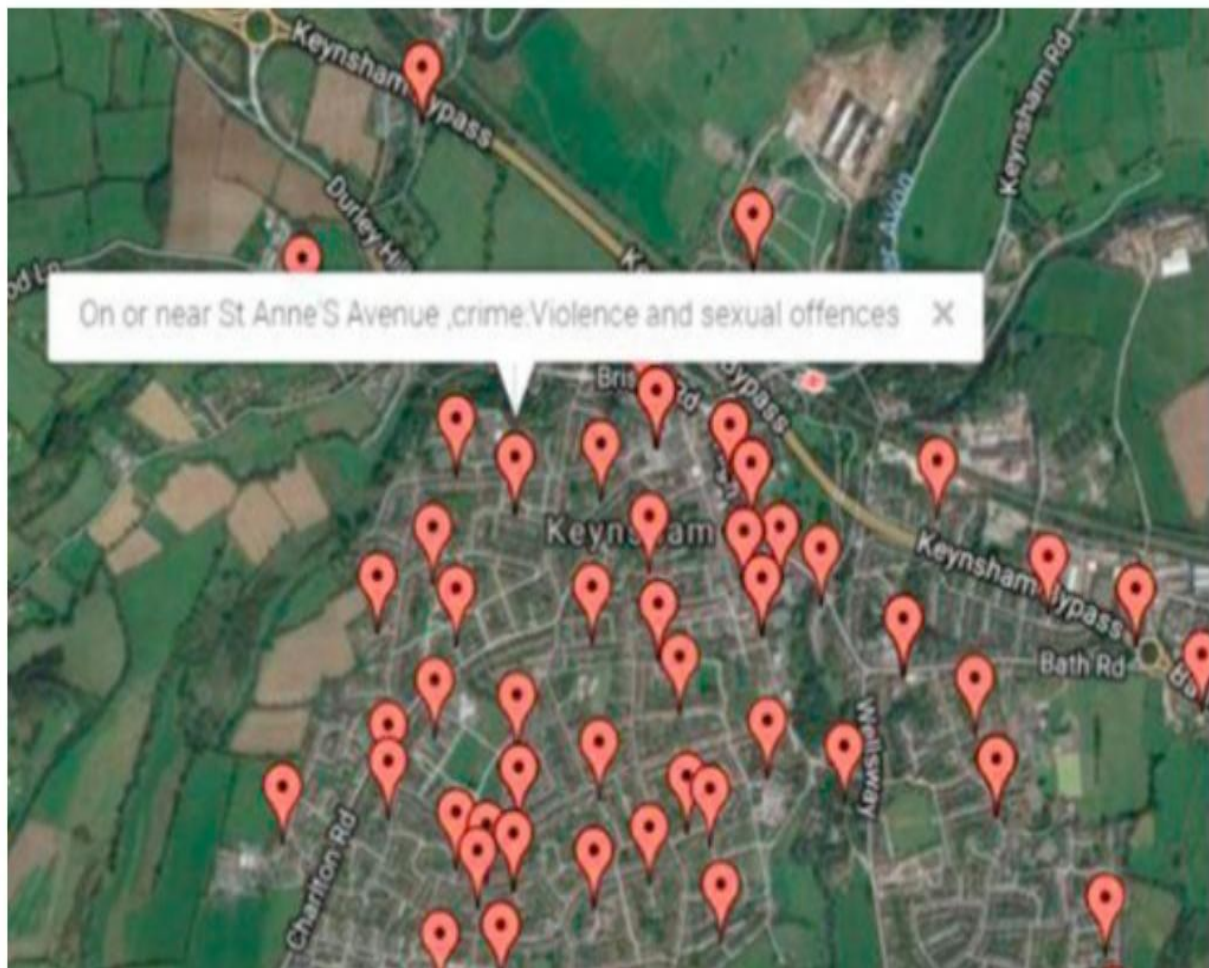 Keynsham Bypass
Keynsham Rd
Durley Hill
On or near St Anne'S Avenue ,crime:Violence and sexual offences ×
Keynsham
Keynsham Bypass
Bath Rd
Wellsway
Charlton Rd